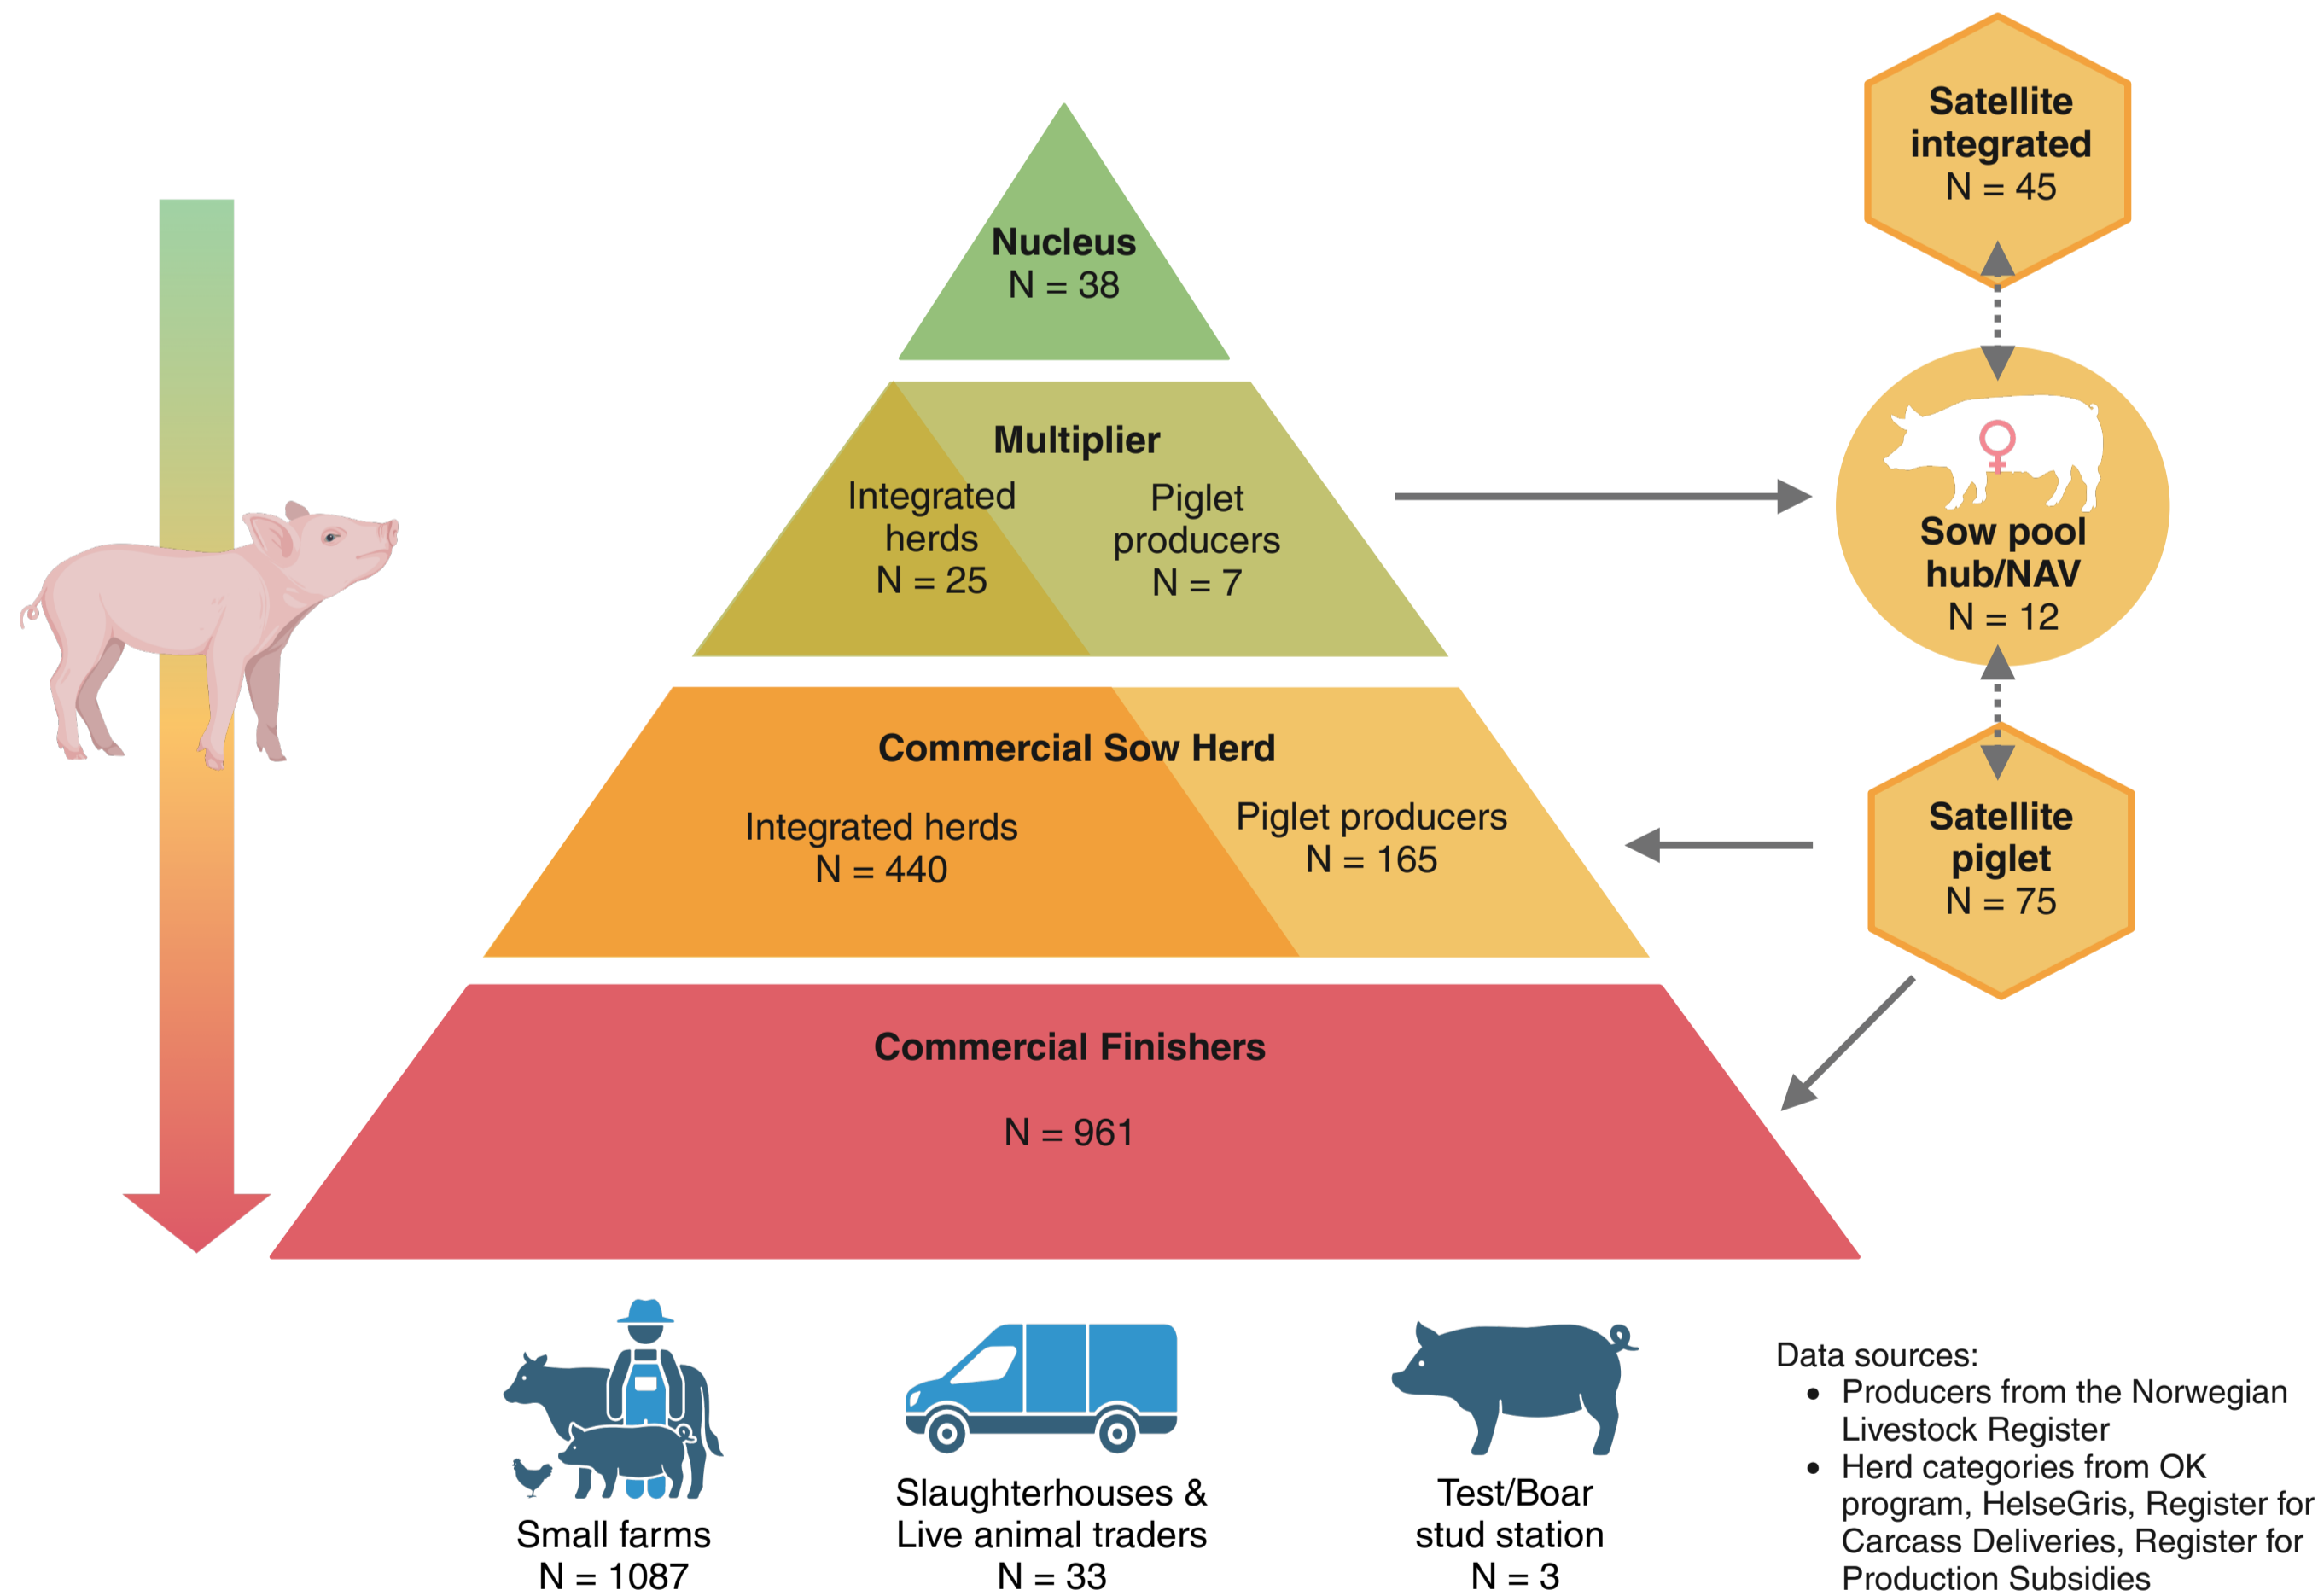 Satellite
integrated
N = 45
Nucleus
N = 38
Multiplier
Integrated
herds
N = 25
Piglet
producers
N = 7
Sow pool
hub/NAV
N = 12
Commercial Sow Herd
Integrated herds
N = 440
Piglet producers
N = 165
Satellite
piglet
N = 75
Commercial Finishers
N = 961
Small farms
N = 1087
Slaughterhouses &
Live animal traders
N = 33
Test/Boar
stud station
N = 3
Data sources:
• Producers from the Norwegian
Livestock Register
• Herd categories from OK
program, HelseGris, Register for
Carcass Deliveries, Register for
Production Subsidies